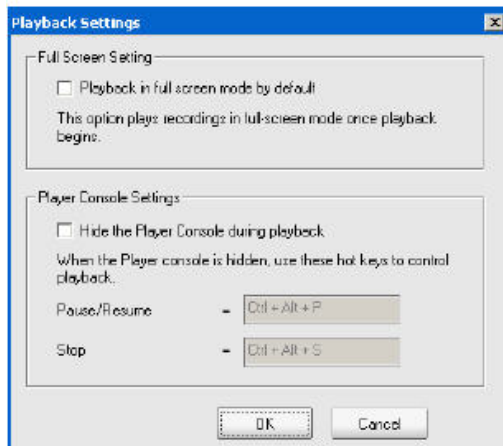 Playback Settings
Full Screen Setting
Playback in full screen mode by default
This option plays recordings in full-screen mode once playback
begins.
Player Console Settings
Hide the Player Console during playback
When the Player console is hidden, use these hot keys to control
playback.
Pause/Resume = Ctrl + Alt + P
Stop = Ctrl + Alt + S
OK Cancel